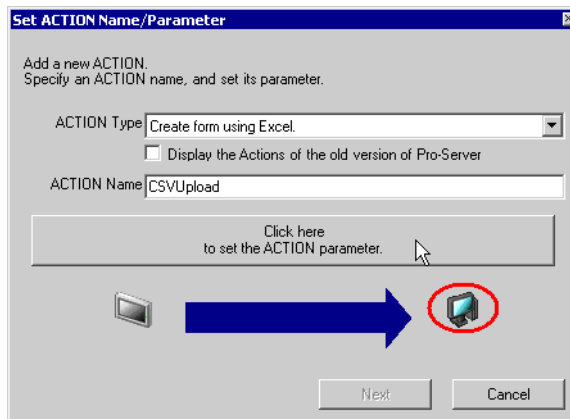 Set ACTION Name/Parameter
Add a new ACTION.
Specify an ACTION name, and set its parameter.
ACTION Type Create form using Excel.
Display the Actions of the old version of Pro-Server
ACTION Name CSVUpload
Click here
to set the ACTION parameter.
Next Cancel